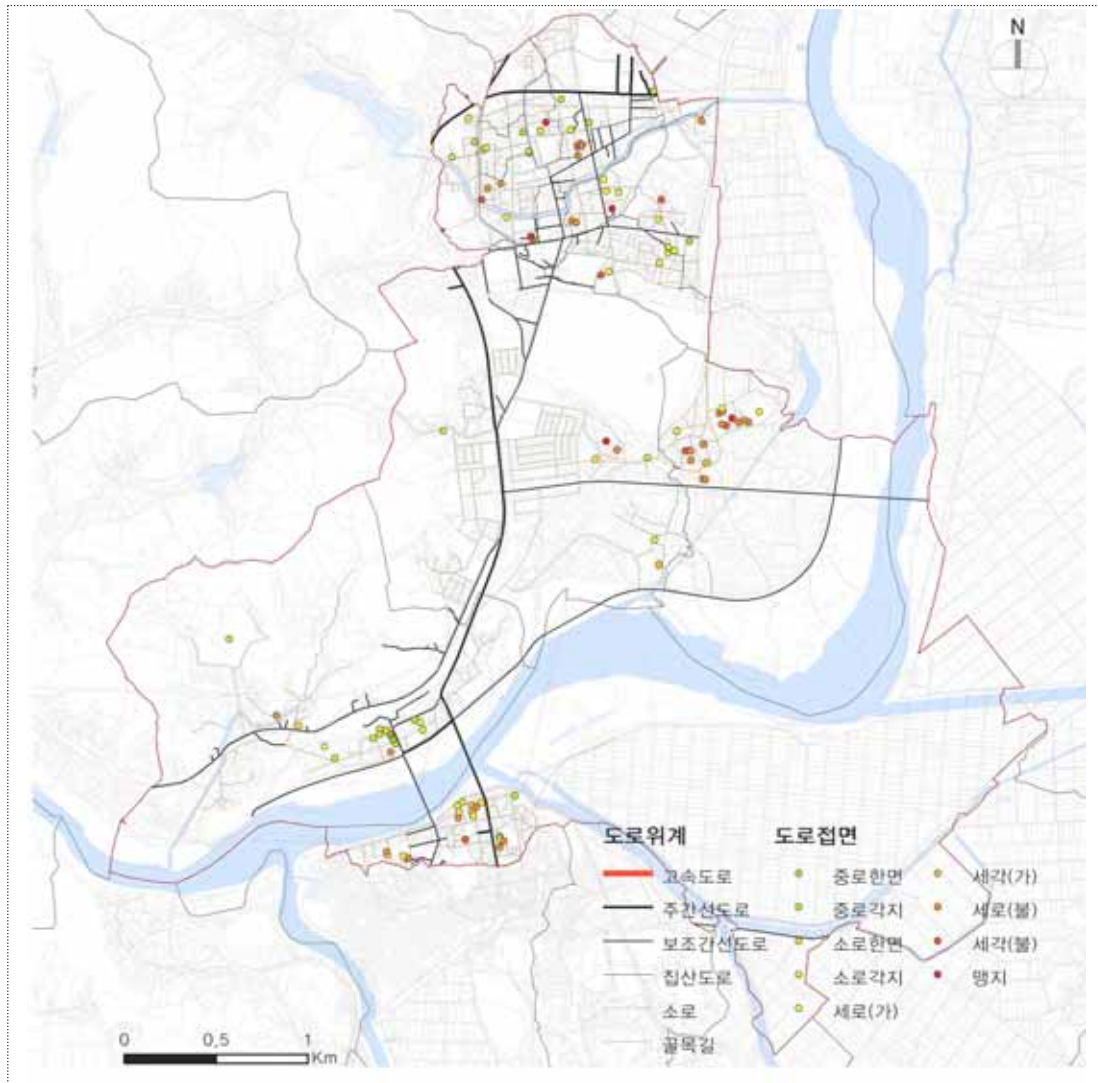 N
도로위계
고속도로
주간선도로
보조간선도로
집산도로
소로
골목길
도로접면
중로한면
중로각지
소로한면
소로각지
세로(가)
세각(가)
세로(불)
세각(불)
맹지
0 0,5 1
Km